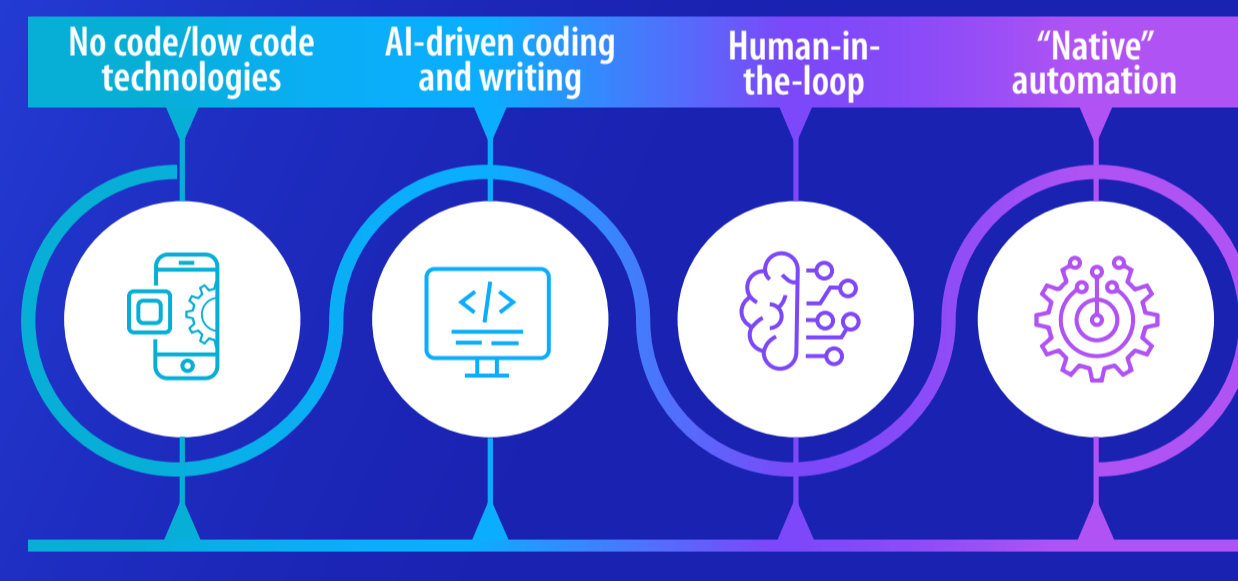 No code/low code
technologies
AI-driven coding
and writing
Human-in-
the-loop
“Native”
automation
</>